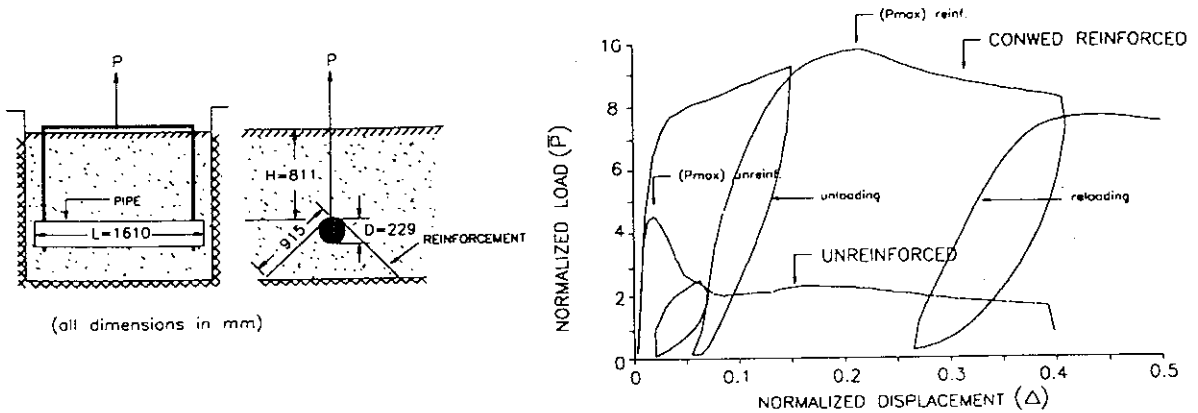 P
P
H=811
PIPE
L=1610
915
D=229
REINFORCEMENT
(all dimensions in mm)
(Pmax) reinf.
CONWED REINFORCED
(Pmax) unreinf.
unloading
reloading
UNREINFORCED
NORMALIZED LOAD (P̅)
10
8
6
4
2
0
0
0.1
0.2
0.3
0.4
0.5
NORMALIZED DISPLACEMENT (Δ)